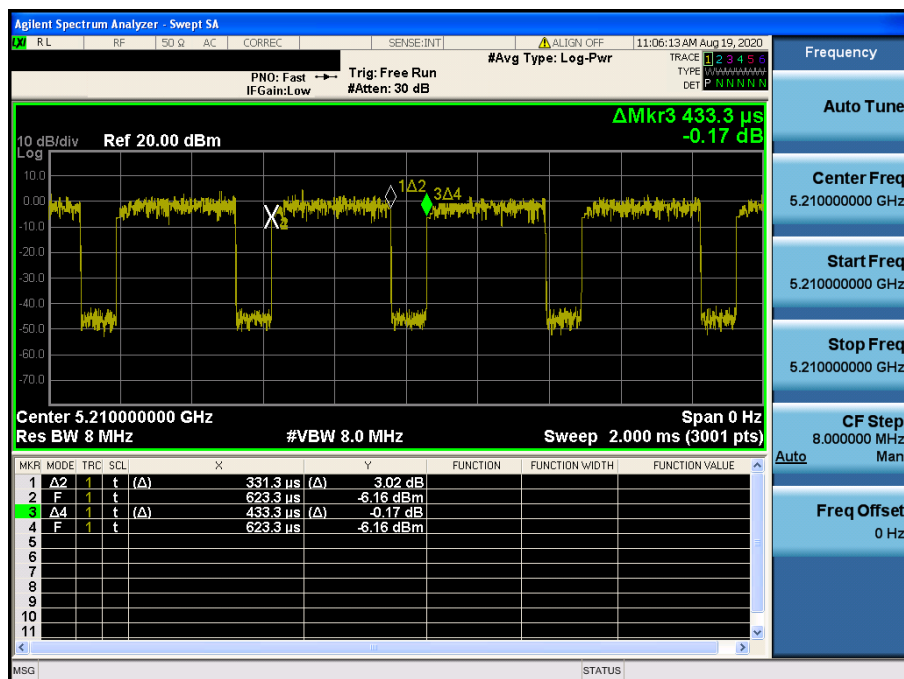 Agilent Spectrum Analyzer - Swept SA
LXI RL RF 50 Ω AC CORREC SENSE:INT ALIGN OFF 11:06:13 AM Aug 19, 2020
#Avg Type: Log-Pwr
TRACE 1 2 3 4 5 6
TYPE
DET P N N N N N
PNO: Fast
IFGain:Low
Trig: Free Run
#Atten: 30 dB
ΔMkr3 433.3 µs
-0.17 dB
10 dB/div Ref 20.00 dBm
Log
10.0
0.00
-10.0
-20.0
-30.0
-40.0
-50.0
-60.0
-70.0
1Δ2
3Δ4
X2
Center 5.210000000 GHz Span 0 Hz
Res BW 8 MHz #VBW 8.0 MHz Sweep 2.000 ms (3001 pts)
MKR MODE TRC SCL X Y FUNCTION FUNCTION WIDTH FUNCTION VALUE
1 Δ2 1 t (Δ) 331.3 µs (Δ) 3.02 dB
2 F 1 t 623.3 µs -6.16 dBm
3 Δ4 1 t (Δ) 433.3 µs (Δ) -0.17 dB
4 F 1 t 623.3 µs -6.16 dBm
5
6
7
8
9
10
11
MSG STATUS
Frequency
Auto Tune
Center Freq
5.210000000 GHz
Start Freq
5.210000000 GHz
Stop Freq
5.210000000 GHz
CF Step
8.000000 MHz
Auto Man
Freq Offset
0 Hz